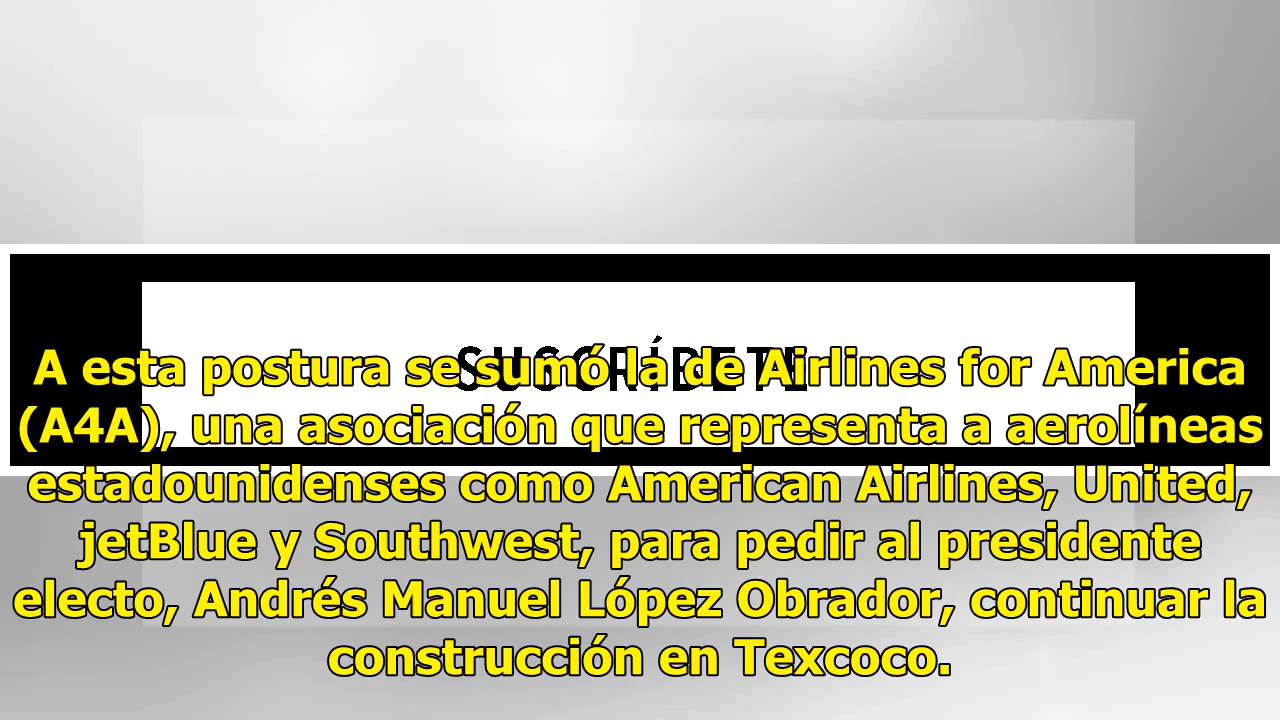 SUSCRÍBETE
A esta postura se sumó la de Airlines for America
(A4A), una asociación que representa a aerolíneas
estadounidenses como American Airlines, United,
jetBlue y Southwest, para pedir al presidente
electo, Andrés Manuel López Obrador, continuar la
construcción en Texcoco.